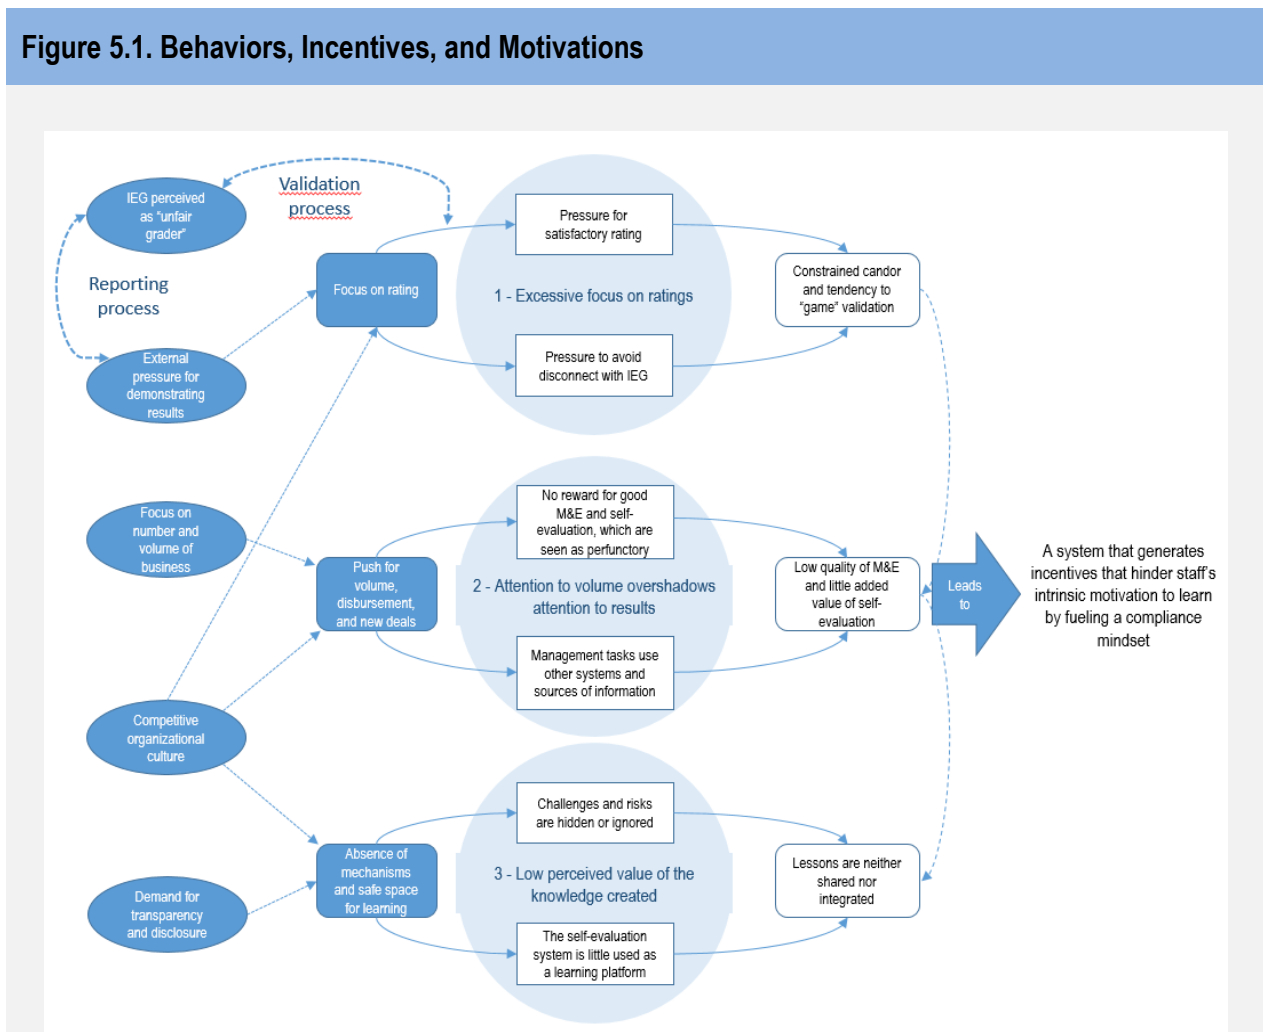 Figure 5.1. Behaviors, Incentives, and Motivations
IEG perceived
as “unfair
grader”
Validation
process
Reporting
process
External
pressure for
demonstrating
results
Focus on rating
Pressure for
satisfactory rating
1 - Excessive focus on ratings
Pressure to avoid
disconnect with IEG
Constrained candor
and tendency to
“game” validation
Focus on
number and
volume of
business
Push for
volume,
disbursement,
and new deals
No reward for good
M&E and self-
evaluation, which are
seen as perfunctory
2 - Attention to volume overshadows
attention to results
Management tasks use
other systems and
sources of information
Low quality of M&E
and little added
value of self-
evaluation
Leads
to
A system that generates
incentives that hinder staff’s
intrinsic motivation to learn
by fueling a compliance
mindset
Competitive
organizational
culture
Demand for
transparency
and disclosure
Absence of
mechanisms
and safe space
for learning
Challenges and risks
are hidden or ignored
3 - Low perceived value of the
knowledge created
The self-evaluation
system is little used as
a learning platform
Lessons are neither
shared nor
integrated